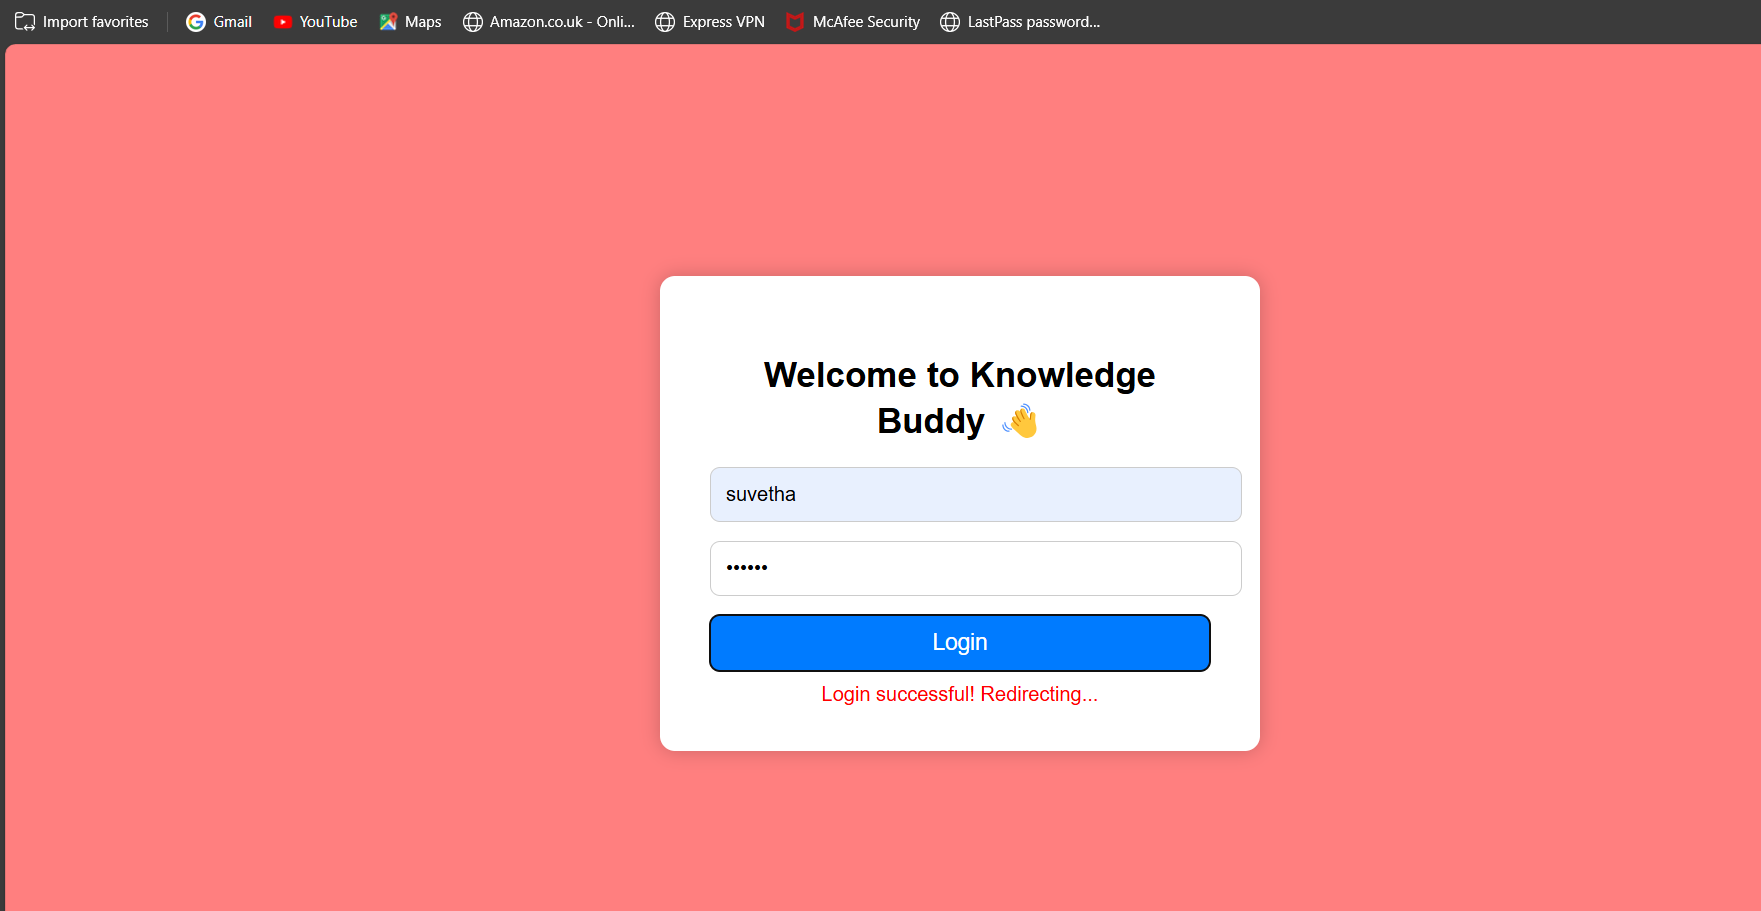 Import favorites Gmail YouTube Maps Amazon.co.uk - Onli... Express VPN McAfee Security LastPass password...
Welcome to Knowledge
Buddy 👋
suvetha
••••••
Login
Login successful! Redirecting...